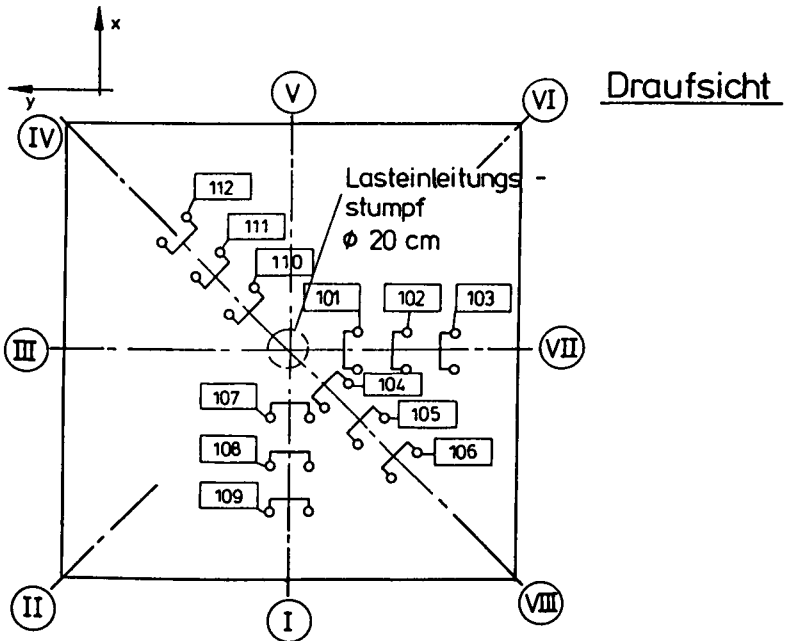 x
y
V
Draufsicht
IV
VI
112
Lasteinleitungs -
stumpf
ø 20 cm
111
110
101
102
103
III
VII
104
107
105
108
106
109
II
I
VIII